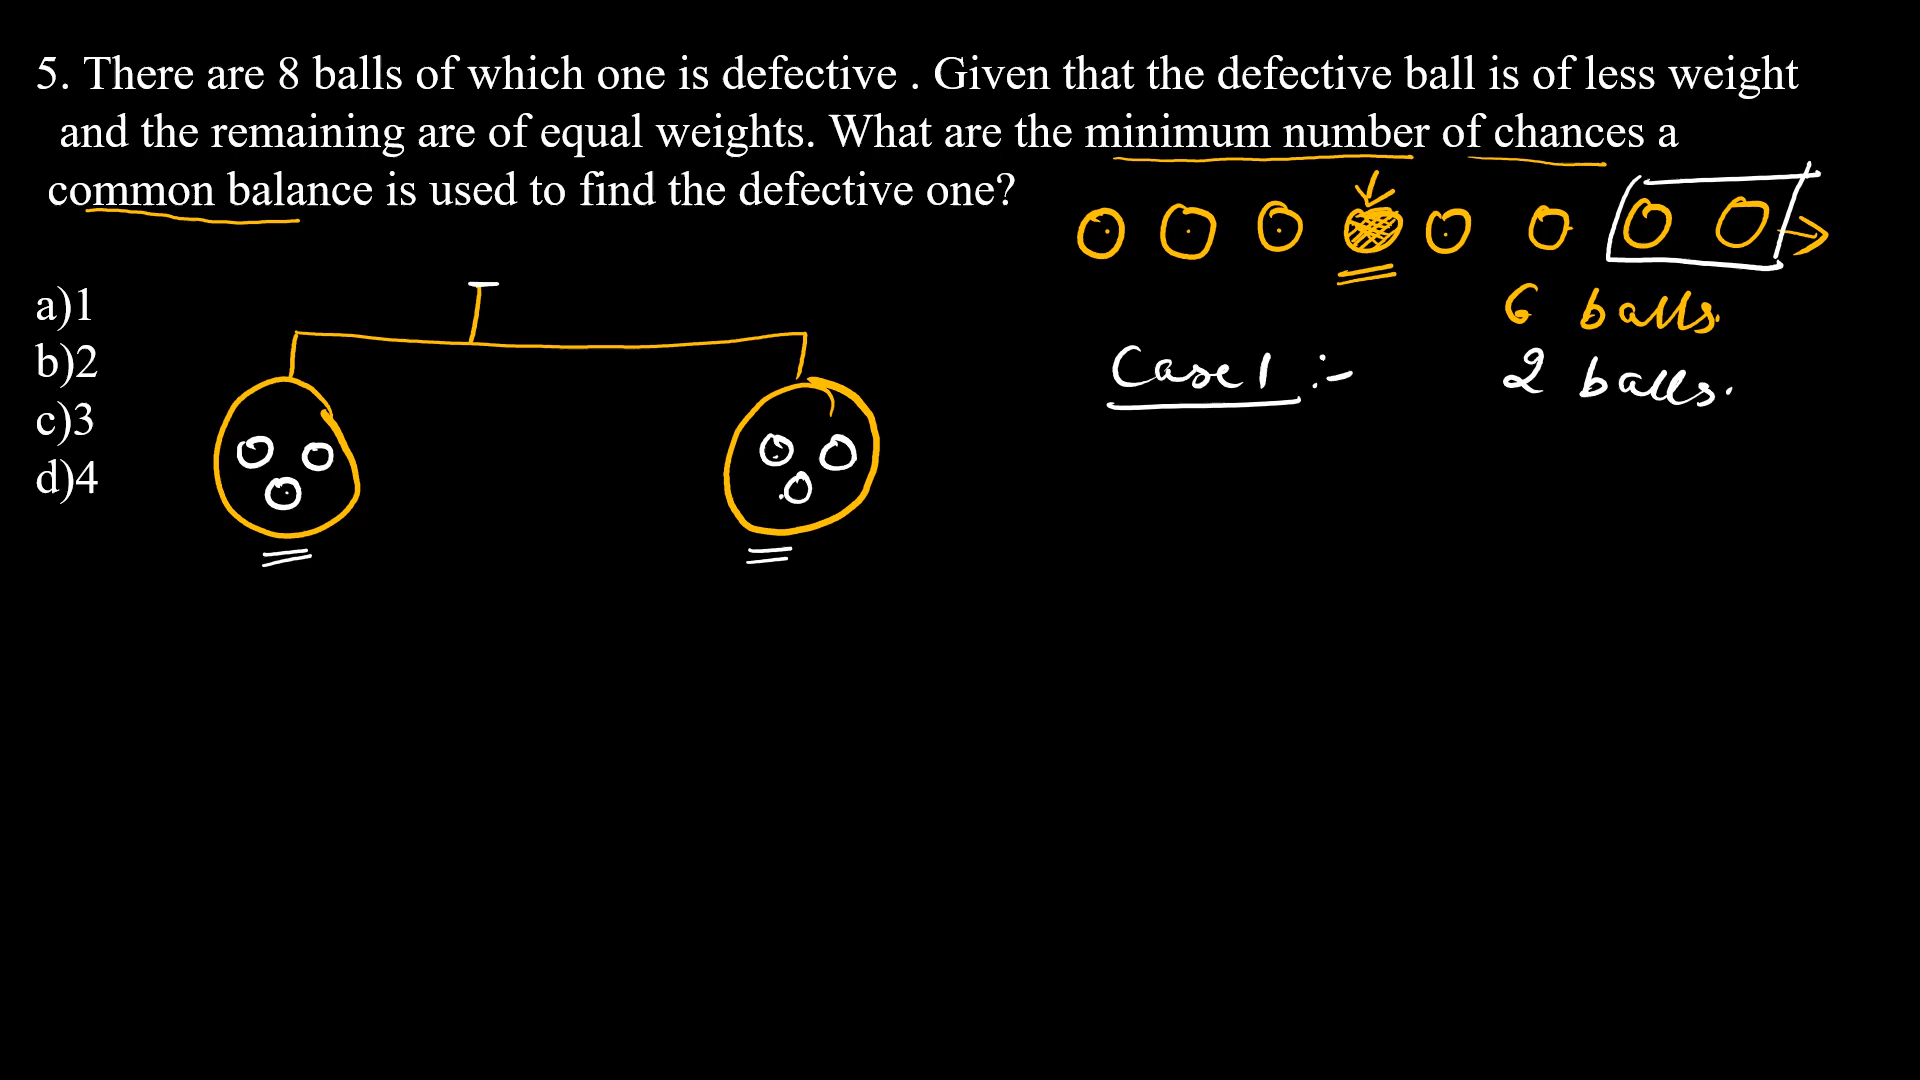 5. There are 8 balls of which one is defective . Given that the defective ball is of less weight
and the remaining are of equal weights. What are the minimum number of chances a
common balance is used to find the defective one?
a)1
b)2
c)3
d)4
6 balls.
Case 1 :-
2 balls.